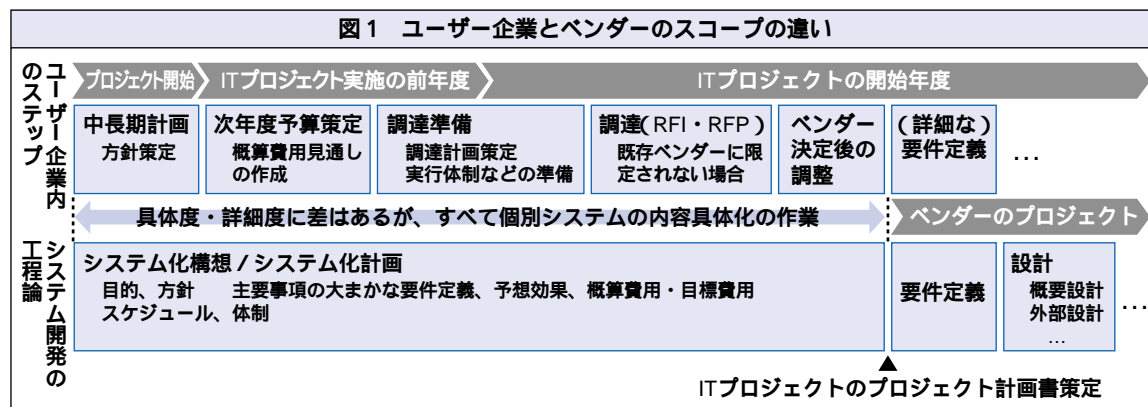 図1　ユーザー企業とベンダーのスコープの違い
ユーザー企業内
のステップ
プロジェクト開始
ITプロジェクト実施の前年度
ITプロジェクトの開始年度
中長期計画
方針策定
次年度予算策定
概算費用見通し
の作成
調達準備
調達計画策定
実行体制などの準備
調達(RFI・RFP)
既存ベンダーに限
定されない場合
ベンダー
決定後の
調整
(詳細な)
要件定義
…
具体度・詳細度に差はあるが、すべて個別システムの内容具体化の作業
ベンダーのプロジェクト
システム開発の
工程論
システム化構想/システム化計画
目的、方針　主要事項の大まかな要件定義、予想効果、概算費用・目標費用
スケジュール、体制
要件定義
設計
概要設計
外部設計
…
…
ITプロジェクトのプロジェクト計画書策定